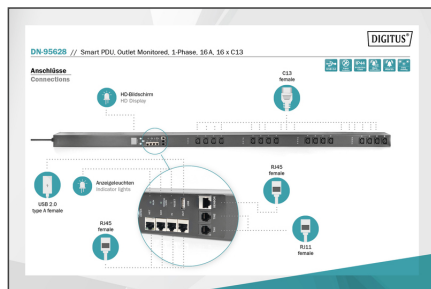 DIGITUS®
DN-95628 // Smart PDU, Outlet Monitored, 1-Phase, 16 A, 16 x C13
Anschlüsse
Connections
C13
female
HD-Bildschirm
HD Display
USB 2.0
type A female
Anzeigeleuchten
Indicator lights
RJ45
female
RJ45
female
RJ11
female